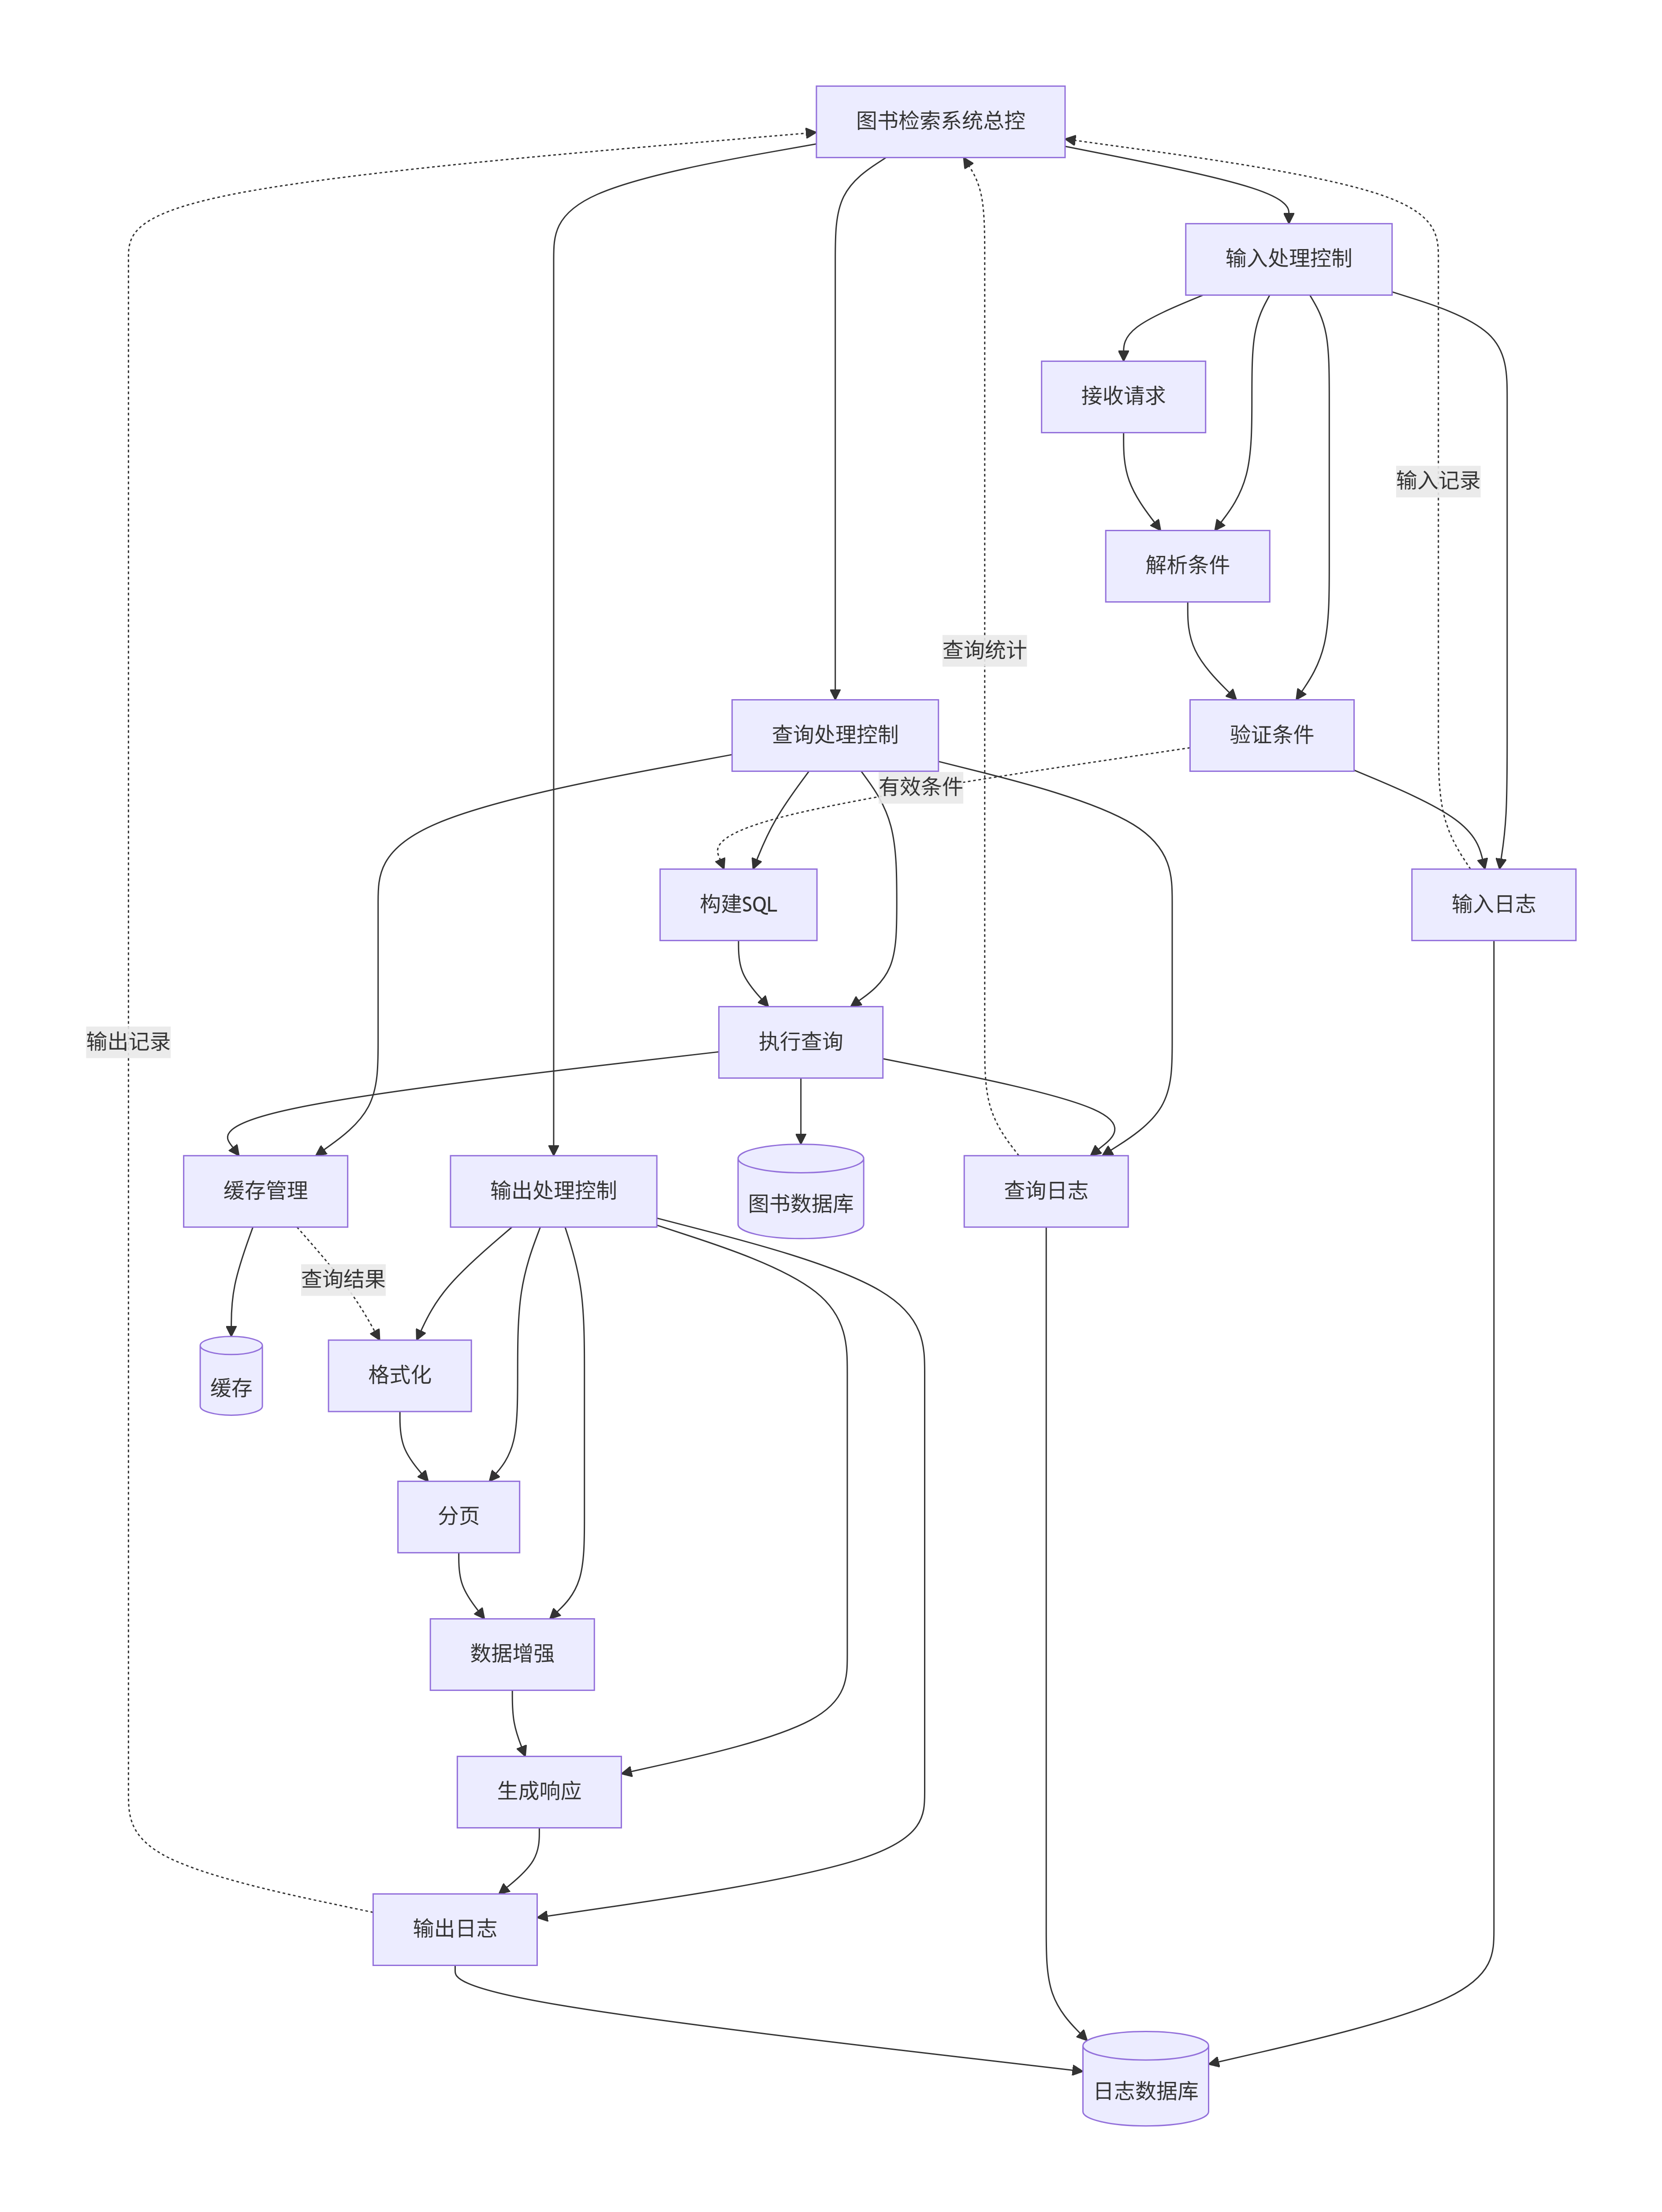 图书检索系统总控
输入处理控制
接收请求
输入记录
解析条件
查询统计
查询处理控制
验证条件
有效条件
构建SQL
输入日志
输出记录
执行查询
缓存管理
输出处理控制
图书数据库
查询日志
查询结果
格式化
缓存
分页
数据增强
生成响应
输出日志
日志数据库